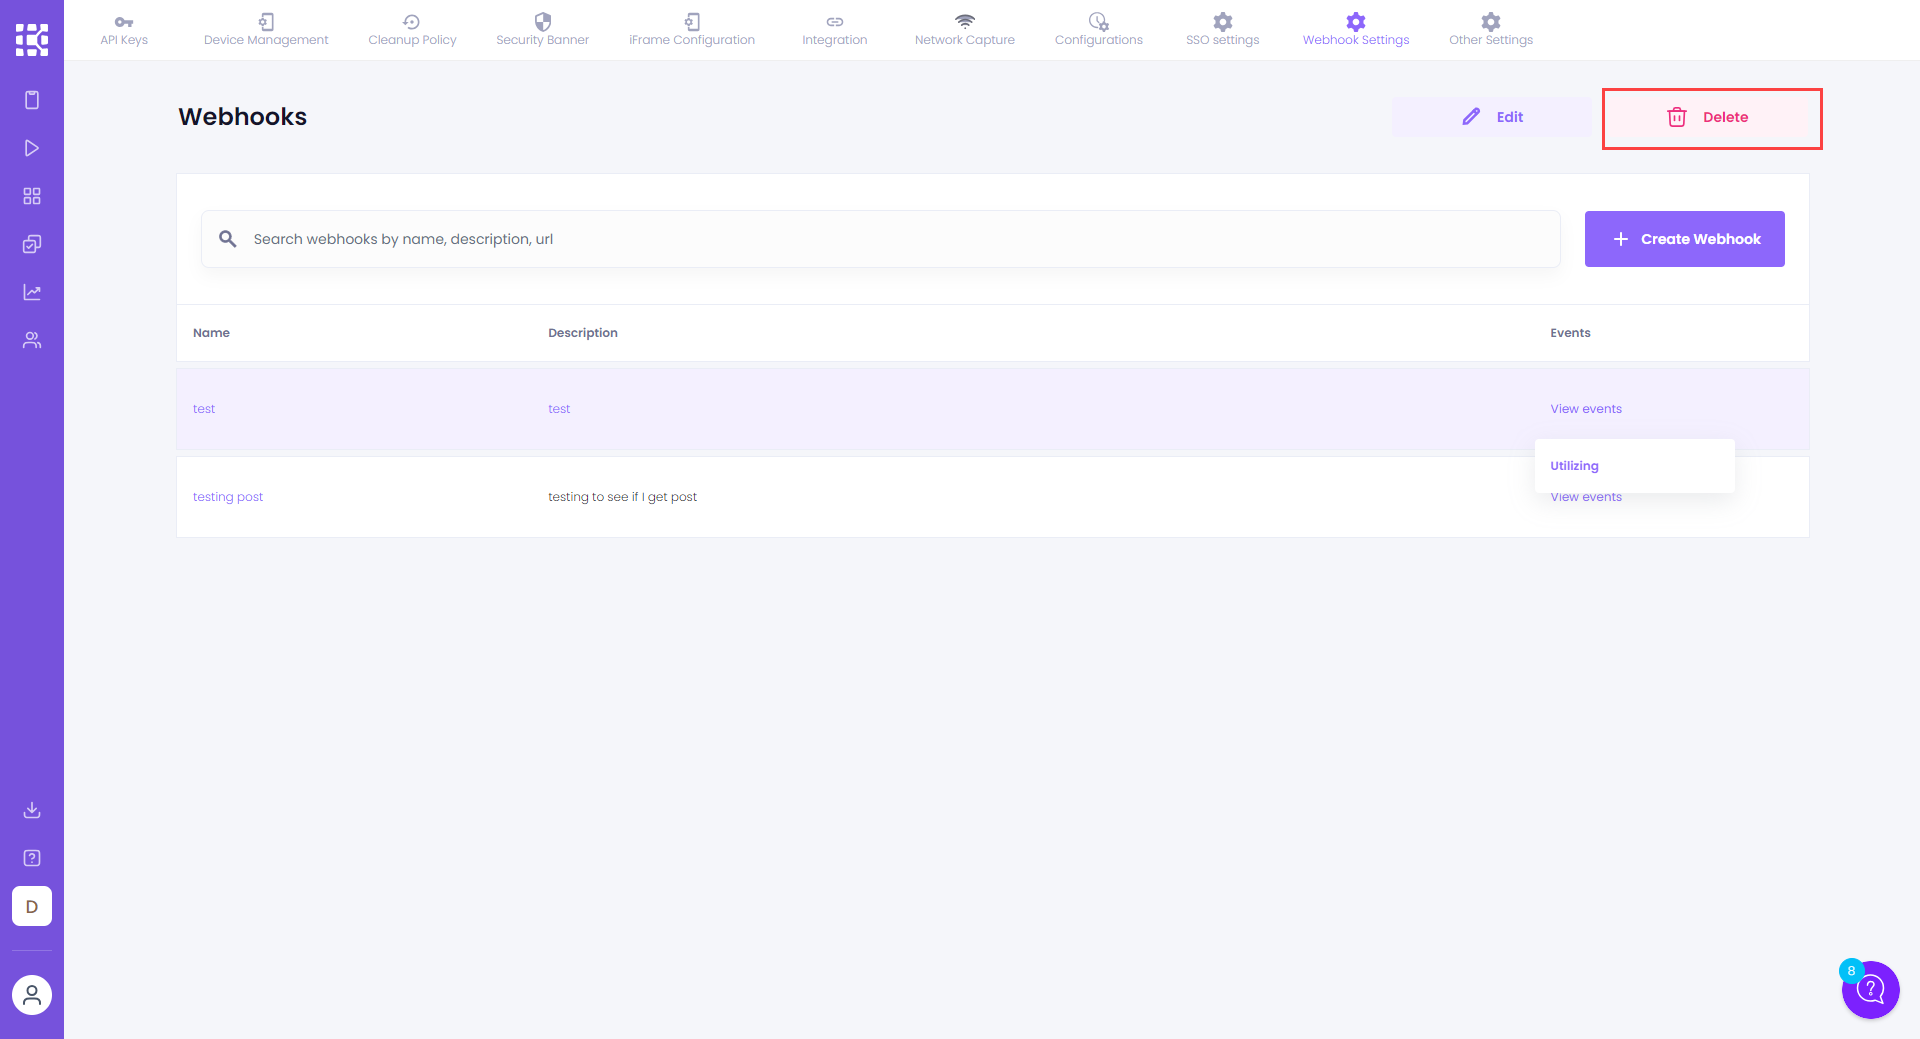 API Keys
Device Management
Cleanup Policy
Security Banner
iFrame Configuration
Integration
Network Capture
Configurations
SSO settings
Webhook Settings
Other Settings
Webhooks
Edit
Delete
Search webhooks by name, description, url
Create Webhook
Name
Description
Events
test
test
View events
Utilizing
testing post
testing to see if I get post
View events
D
8